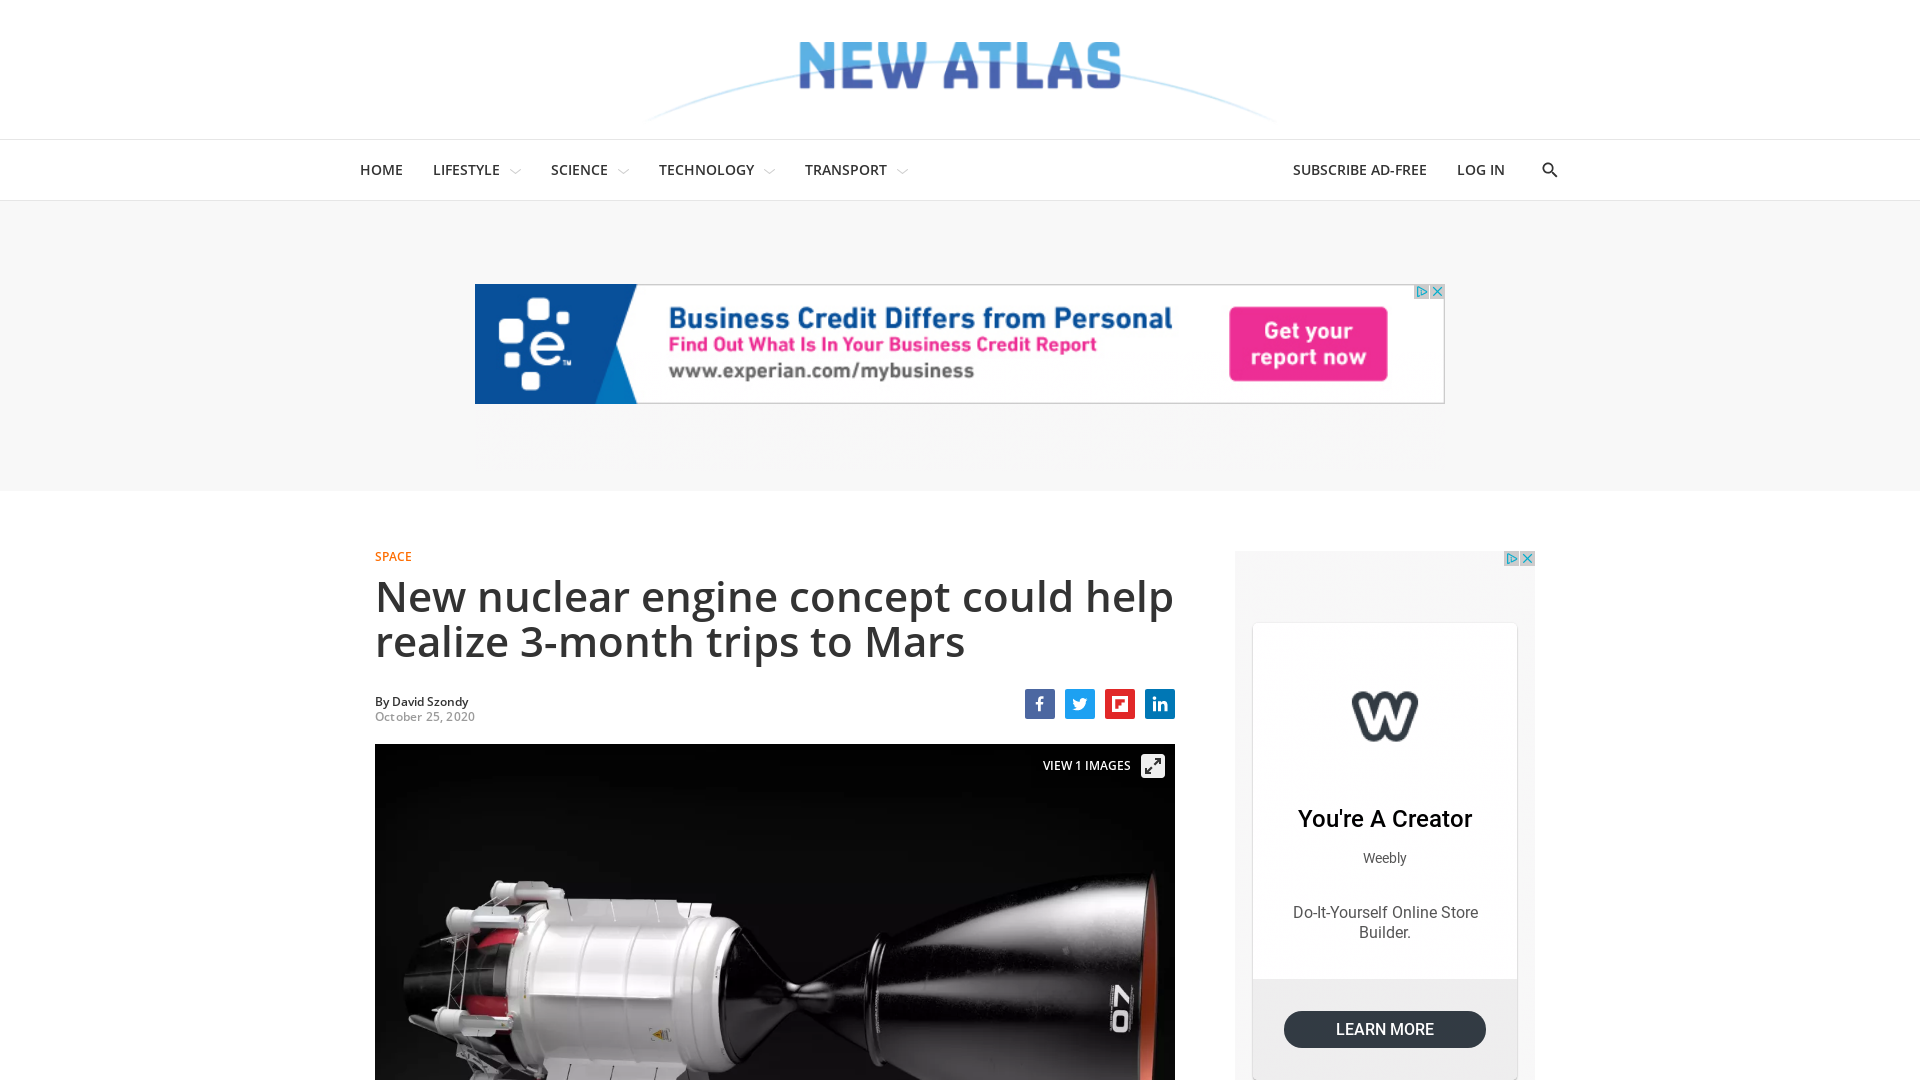 NEW ATLAS
HOME
LIFESTYLE
SCIENCE
TECHNOLOGY
TRANSPORT
SUBSCRIBE AD-FREE
LOG IN
e™
Business Credit Differs from Personal
Find Out What Is In Your Business Credit Report
www.experian.com/mybusiness
Get your
report now
SPACE
New nuclear engine concept could help
realize 3-month trips to Mars
By David Szondy
October 25, 2020
VIEW 1 IMAGES
07
You're A Creator
Weebly
Do-It-Yourself Online Store
Builder.
LEARN MORE